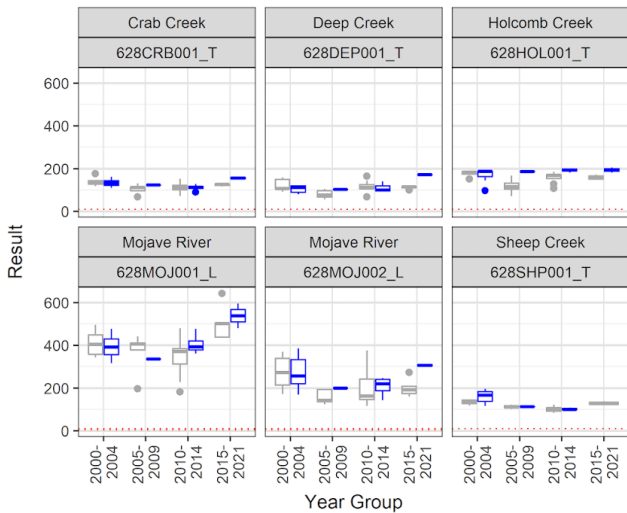 Crab Creek
Deep Creek
Holcomb Creek
628CRB001_T
628DEP001_T
628HOL001_T
600
400
200
0
Mojave River
Mojave River
Sheep Creek
628MOJ001_L
628MOJ002_L
628SHP001_T
600
400
200
0
Result
2000-
2004
2005-
2009
2010-
2014
2015-
2021
2000-
2004
2005-
2009
2010-
2014
2015-
2021
2000-
2004
2005-
2009
2010-
2014
2015-
2021
Year Group